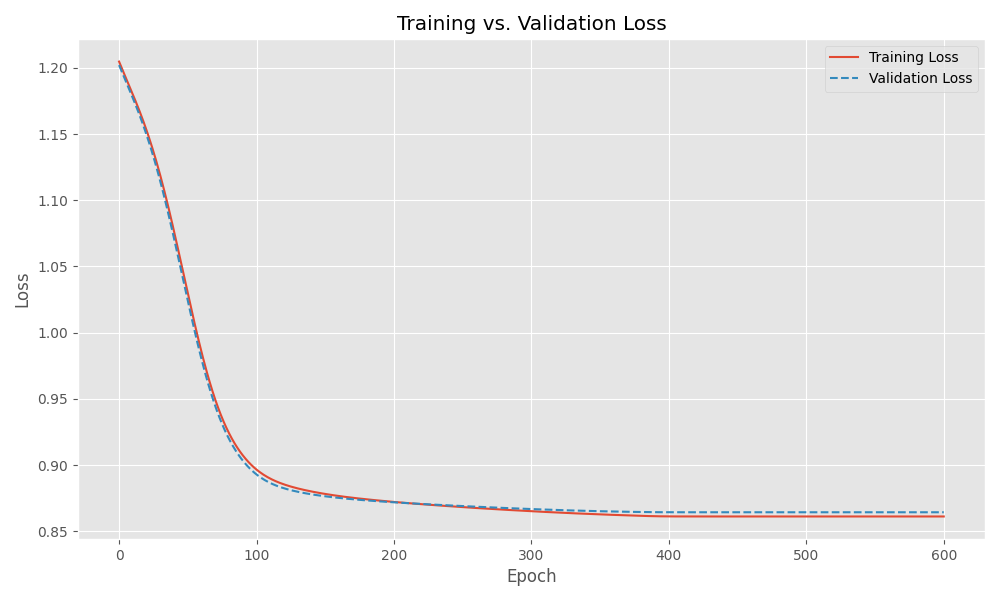 Training vs. Validation Loss
Training Loss
Validation Loss
1.20
1.15
1.10
1.05
1.00
0.95
0.90
0.85
Loss
0 100 200 300 400 500 600
Epoch